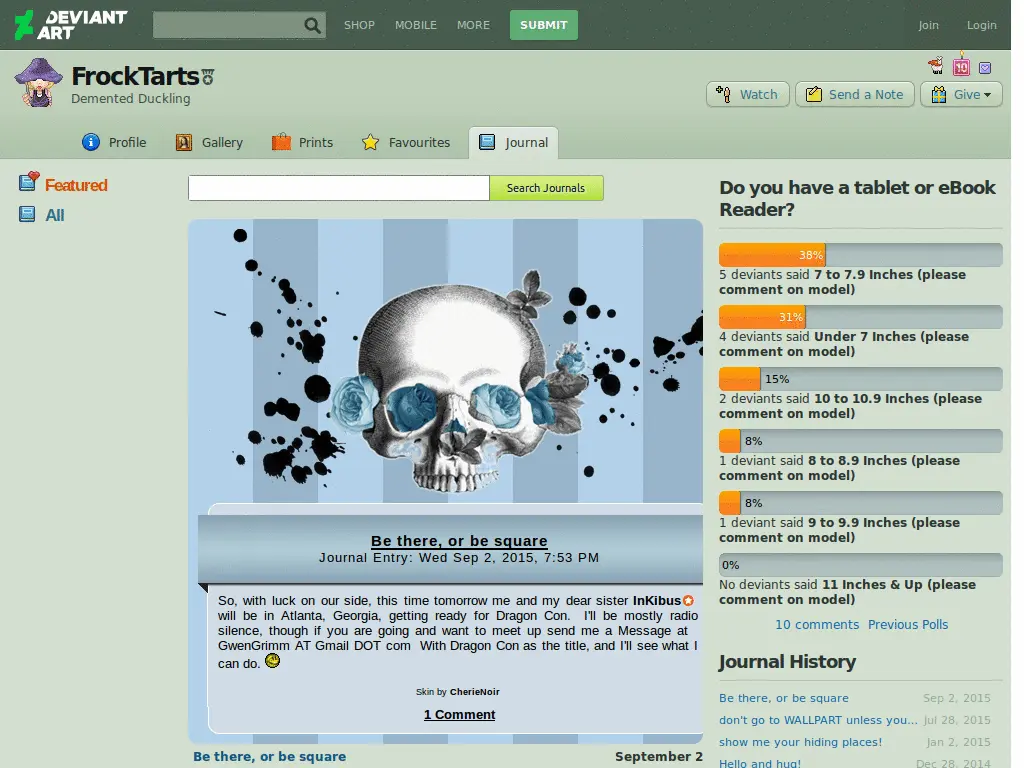 DEVIANT ART
SHOP MOBILE MORE SUBMIT Join Login
FrockTarts
Demented Duckling
10
Watch Send a Note Give
Profile Gallery Prints Favourites Journal
Featured
All
Search Journals
Be there, or be square
Journal Entry: Wed Sep 2, 2015, 7:53 PM
So, with luck on our side, this time tomorrow me and my dear sister InKibus
will be in Atlanta, Georgia, getting ready for Dragon Con. I'll be mostly radio
silence, though if you are going and want to meet up send me a Message at
GwenGrimm AT Gmail DOT com With Dragon Con as the title, and I'll see what I
can do.
Skin by CherieNoir
1 Comment
Be there, or be square September 2
Do you have a tablet or eBook
Reader?
38%
5 deviants said 7 to 7.9 Inches (please
comment on model)
31%
4 deviants said Under 7 Inches (please
comment on model)
15%
2 deviants said 10 to 10.9 Inches (please
comment on model)
8%
1 deviant said 8 to 8.9 Inches (please
comment on model)
8%
1 deviant said 9 to 9.9 Inches (please
comment on model)
0%
No deviants said 11 Inches & Up (please
comment on model)
10 comments Previous Polls
Journal History
Be there, or be square Sep 2, 2015
don't go to WALLPART unless you... Jul 28, 2015
show me your hiding places! Jan 2, 2015
Hello and hug! Dec 28, 2014